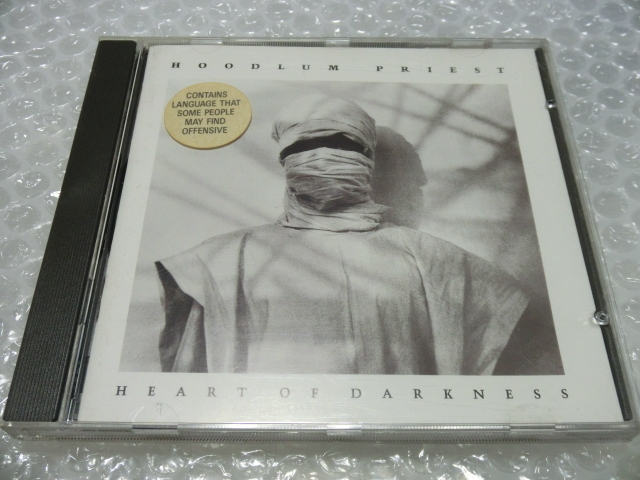 HOODLUM PRIEST
CONTAINS
LANGUAGE THAT
SOME PEOPLE
MAY FIND
OFFENSIVE
HEART OF DARKNESS